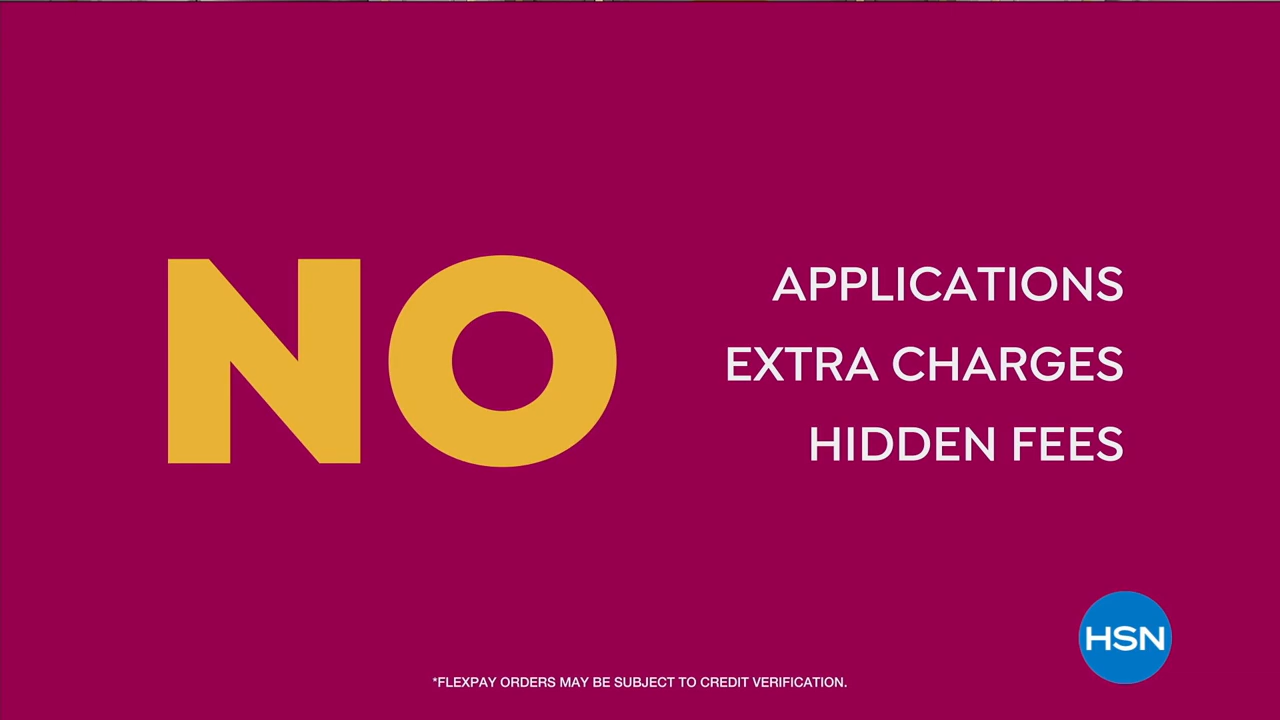 NO
APPLICATIONS
EXTRA CHARGES
HIDDEN FEES
HSN
*FLEXPAY ORDERS MAY BE SUBJECT TO CREDIT VERIFICATION.